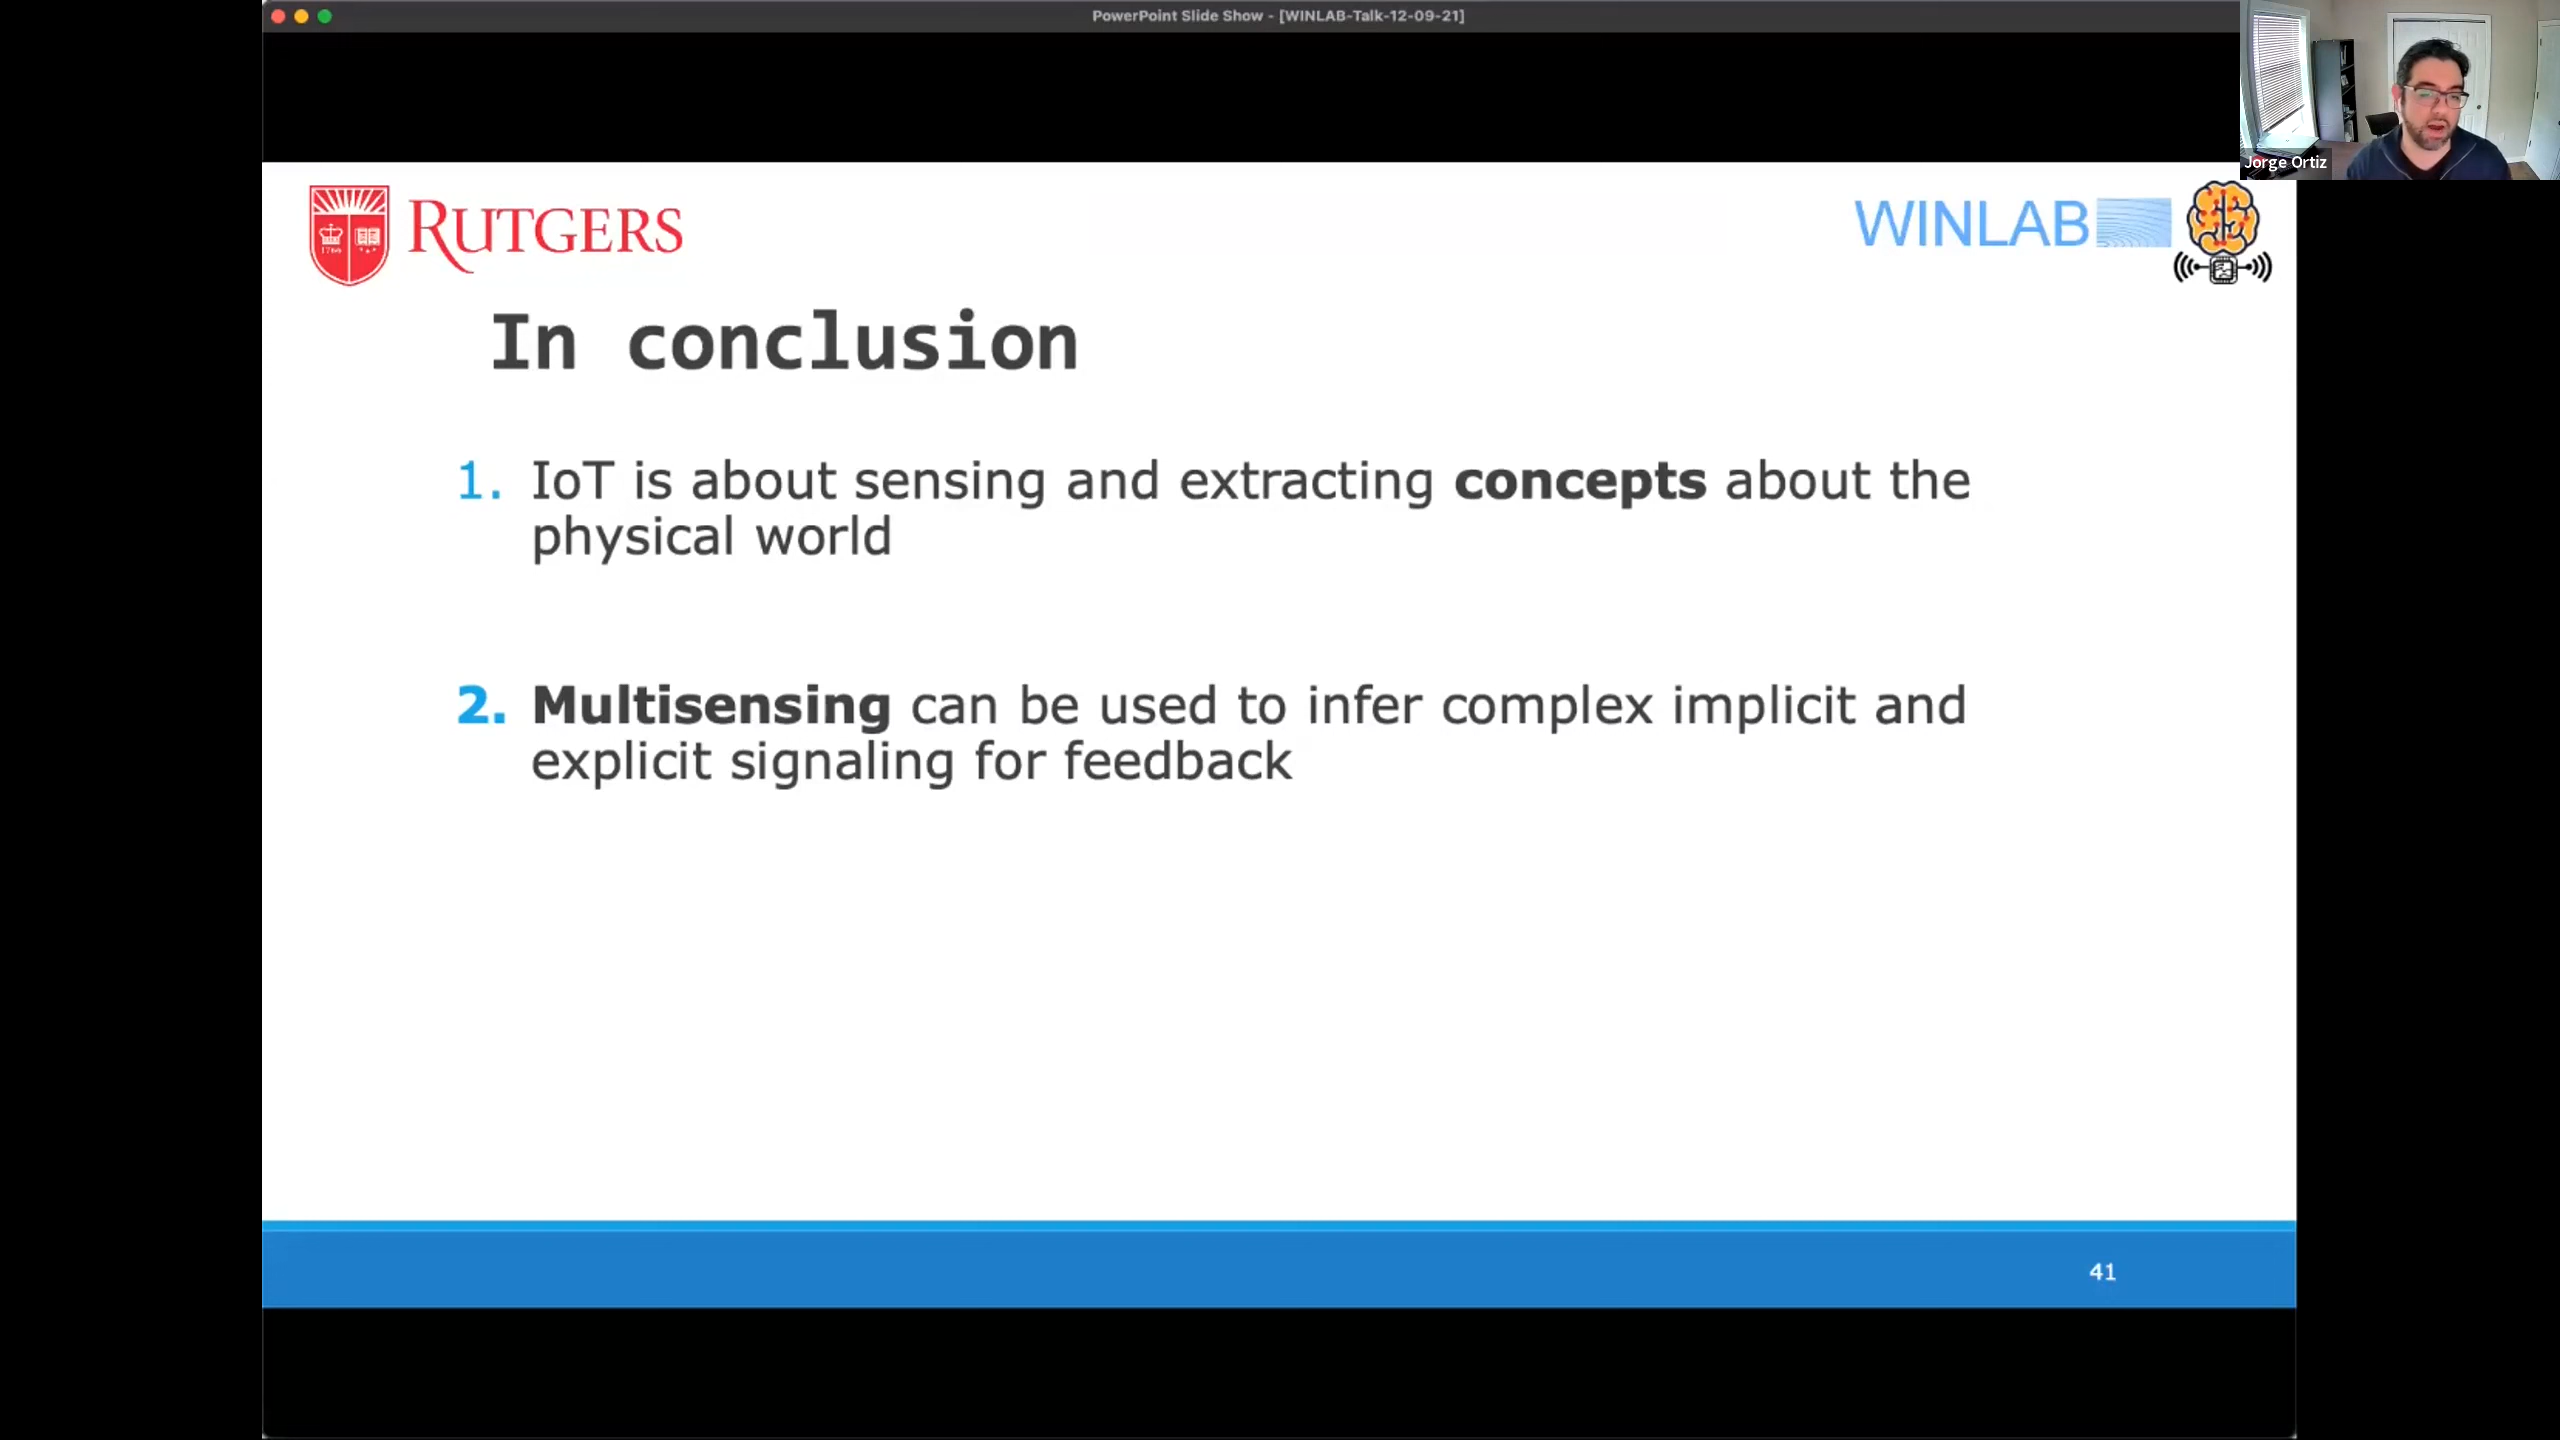 PowerPoint Slide Show - [WINLAB-Talk-12-09-21]
Jorge Ortiz
1766
RUTGERS
WINLAB
In conclusion
1. IoT is about sensing and extracting concepts about the
physical world
2. Multisensing can be used to infer complex implicit and
explicit signaling for feedback
41